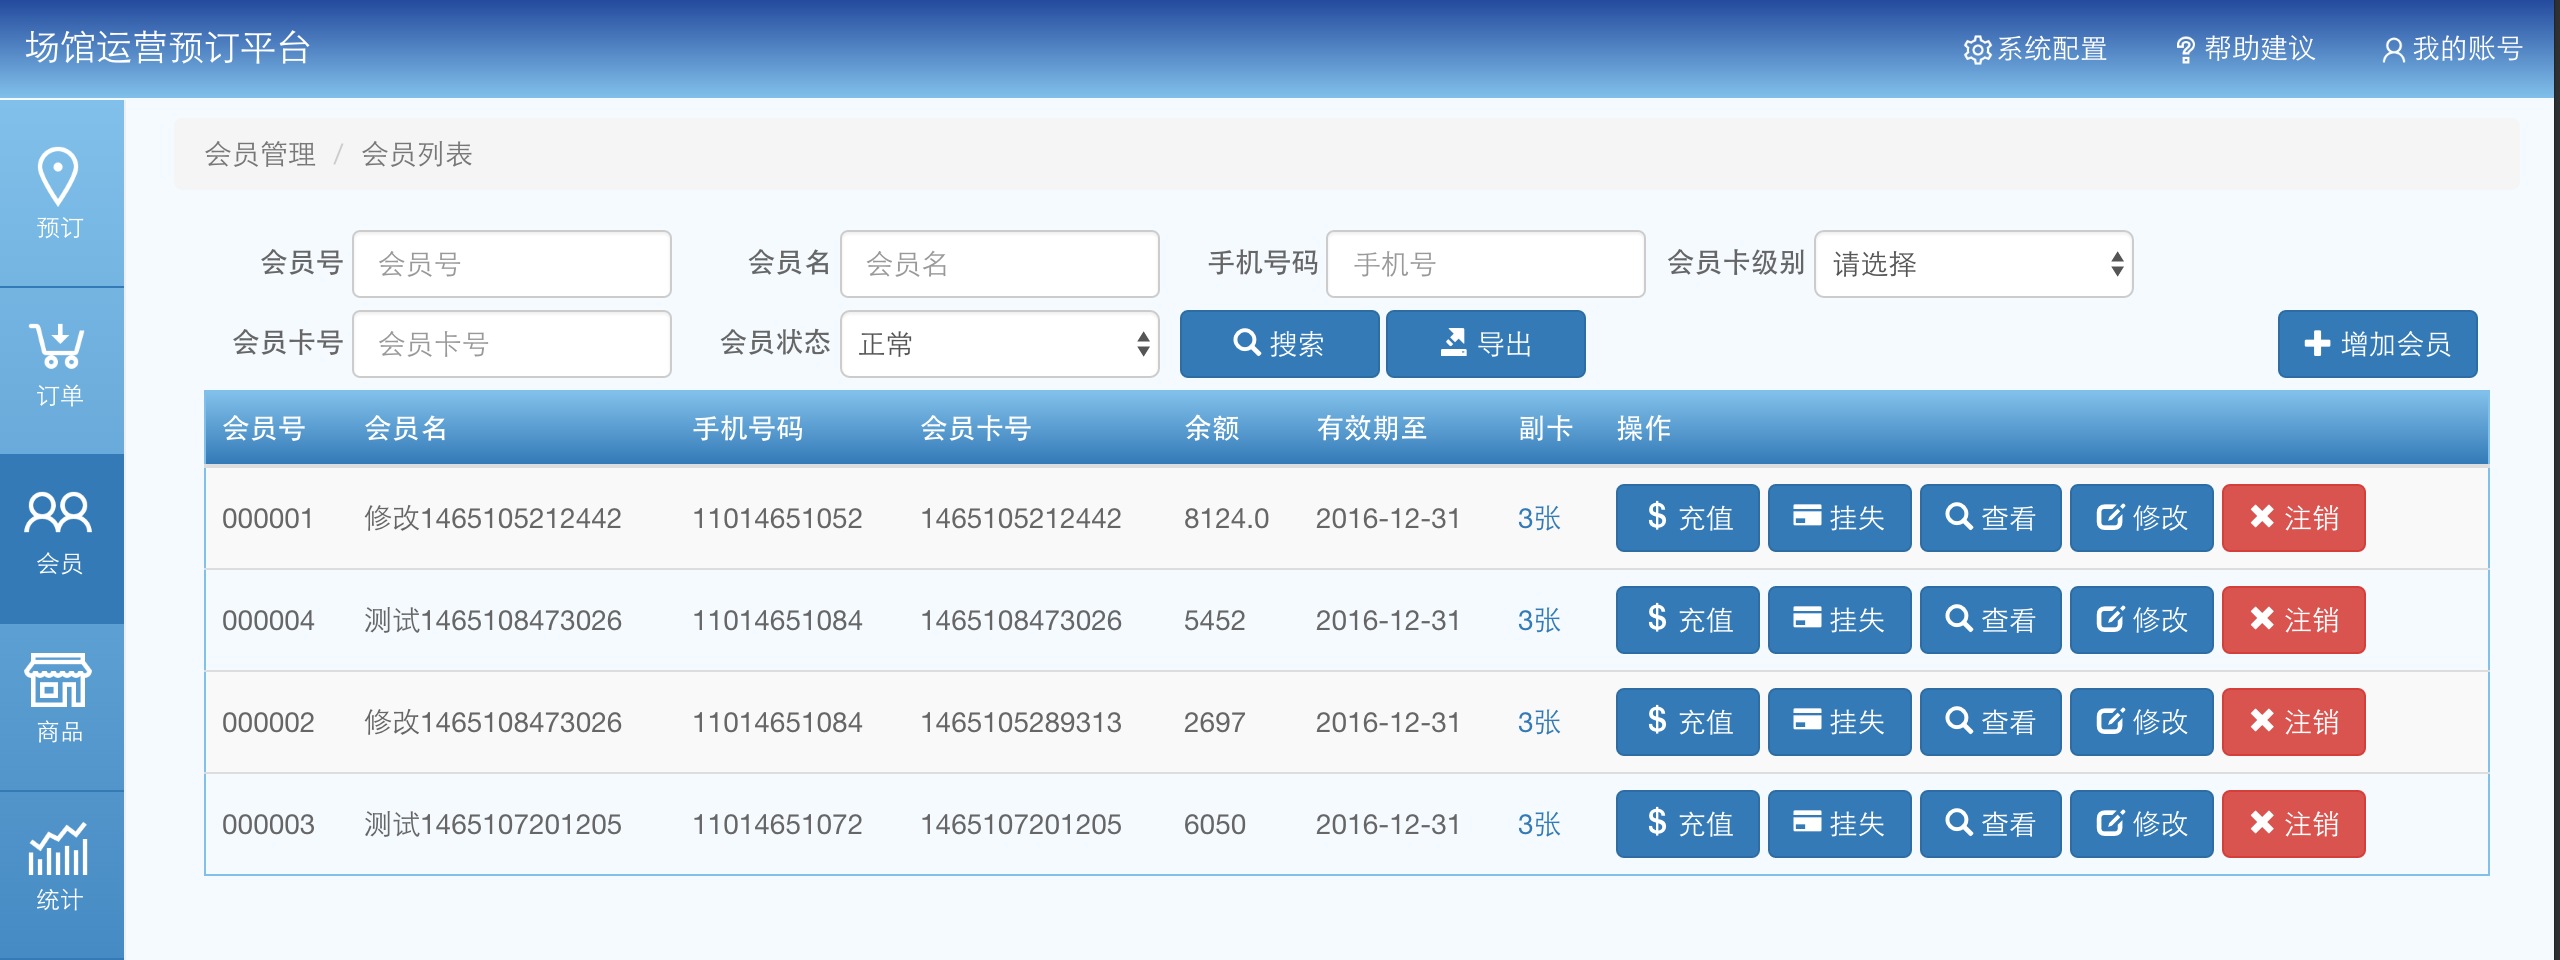 场馆运营预订平台 系统配置 帮助建议 我的账号
会员管理 / 会员列表
预订
订单
会员
商品
统计
会员号 会员号 会员名 会员名 手机号码 手机号 会员卡级别 请选择
会员卡号 会员卡号 会员状态 正常 搜索 导出 增加会员
会员号 会员名 手机号码 会员卡号 余额 有效期至 副卡 操作
000001 修改1465105212442 11014651052 1465105212442 8124.0 2016-12-31 3张 充值 挂失 查看 修改 注销
000004 测试1465108473026 11014651084 1465108473026 5452 2016-12-31 3张 充值 挂失 查看 修改 注销
000002 修改1465108473026 11014651084 1465105289313 2697 2016-12-31 3张 充值 挂失 查看 修改 注销
000003 测试1465107201205 11014651072 1465107201205 6050 2016-12-31 3张 充值 挂失 查看 修改 注销